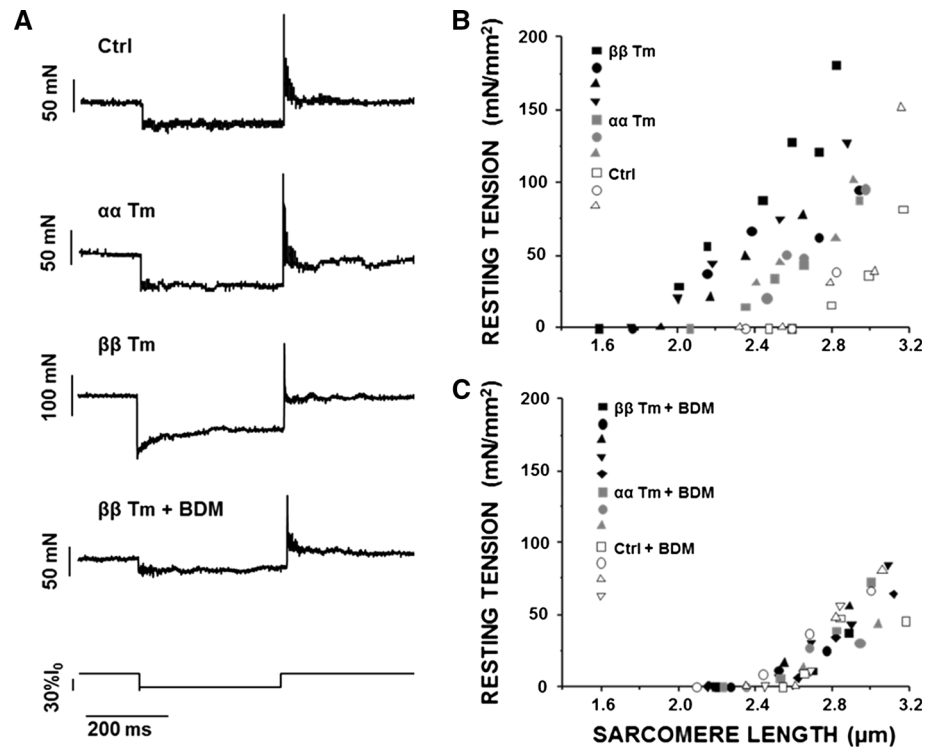 A
Ctrl
50 mN
αα Tm
50 mN
ββ Tm
100 mN
ββ Tm + BDM
50 mN
30%l₀
200 ms
B
RESTING TENSION (mN/mm²)
200
150
100
50
0
1.6 2.0 2.4 2.8 3.2
ββ Tm
αα Tm
Ctrl
C
RESTING TENSION (mN/mm²)
200
150
100
50
0
1.6 2.0 2.4 2.8 3.2
ββ Tm + BDM
αα Tm + BDM
Ctrl + BDM
SARCOMERE LENGTH (μm)